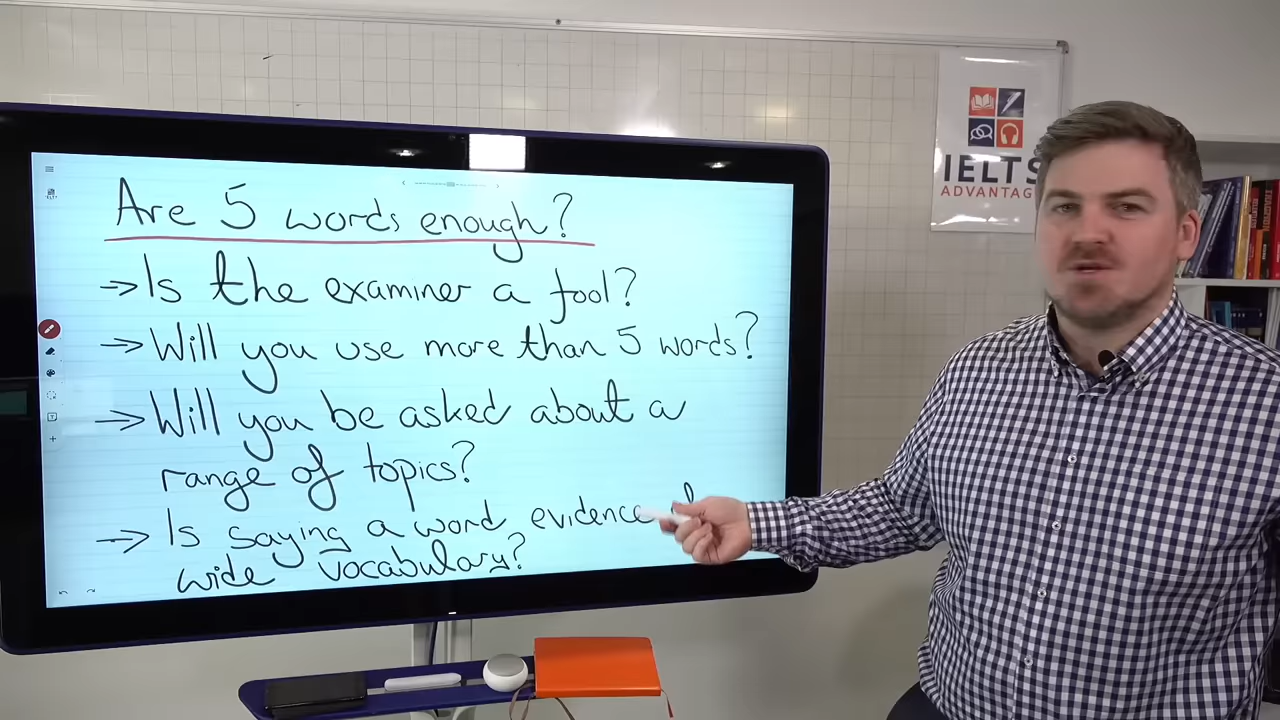 Are 5 words enough?
→ Is the examiner a fool?
→ Will you use more than 5 words?
→ Will you be asked about a
range of topics?
→ Is saying a word evidence
wide vocabulary?
IELTS
ADVANTAG